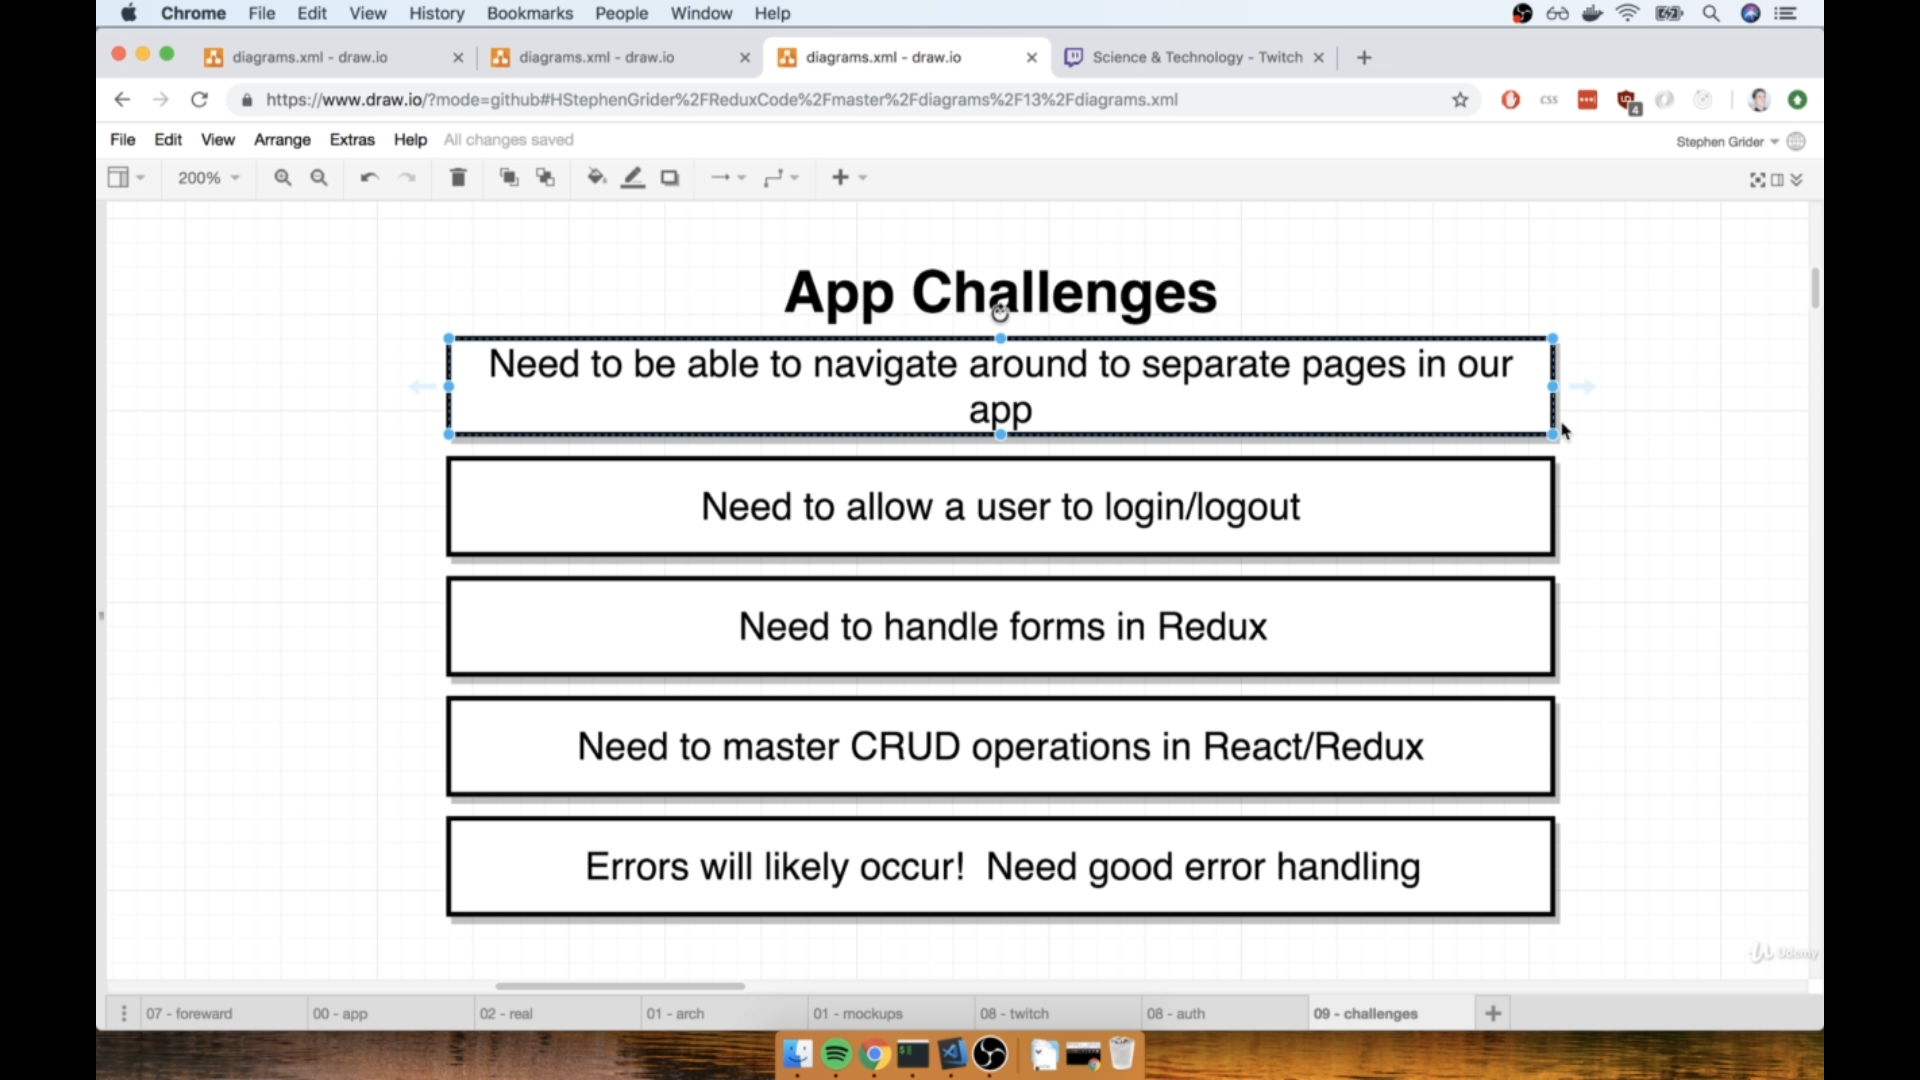 Chrome File Edit View History Bookmarks People Window Help
diagrams.xml - draw.io
diagrams.xml - draw.io
diagrams.xml - draw.io
Science & Technology - Twitch
https://www.draw.io/?mode=github#HStephenGrider%2FReduxCode%2Fmaster%2Fdiagrams%2F13%2Fdiagrams.xml
CSS
4
File Edit View Arrange Extras Help All changes saved
Stephen Grider
200%
App Challenges
Need to be able to navigate around to separate pages in our
app
Need to allow a user to login/logout
Need to handle forms in Redux
Need to master CRUD operations in React/Redux
Errors will likely occur!  Need good error handling
Udemy
07 - foreward
00 - app
02 - real
01 - arch
01 - mockups
08 - twitch
08 - auth
09 - challenges